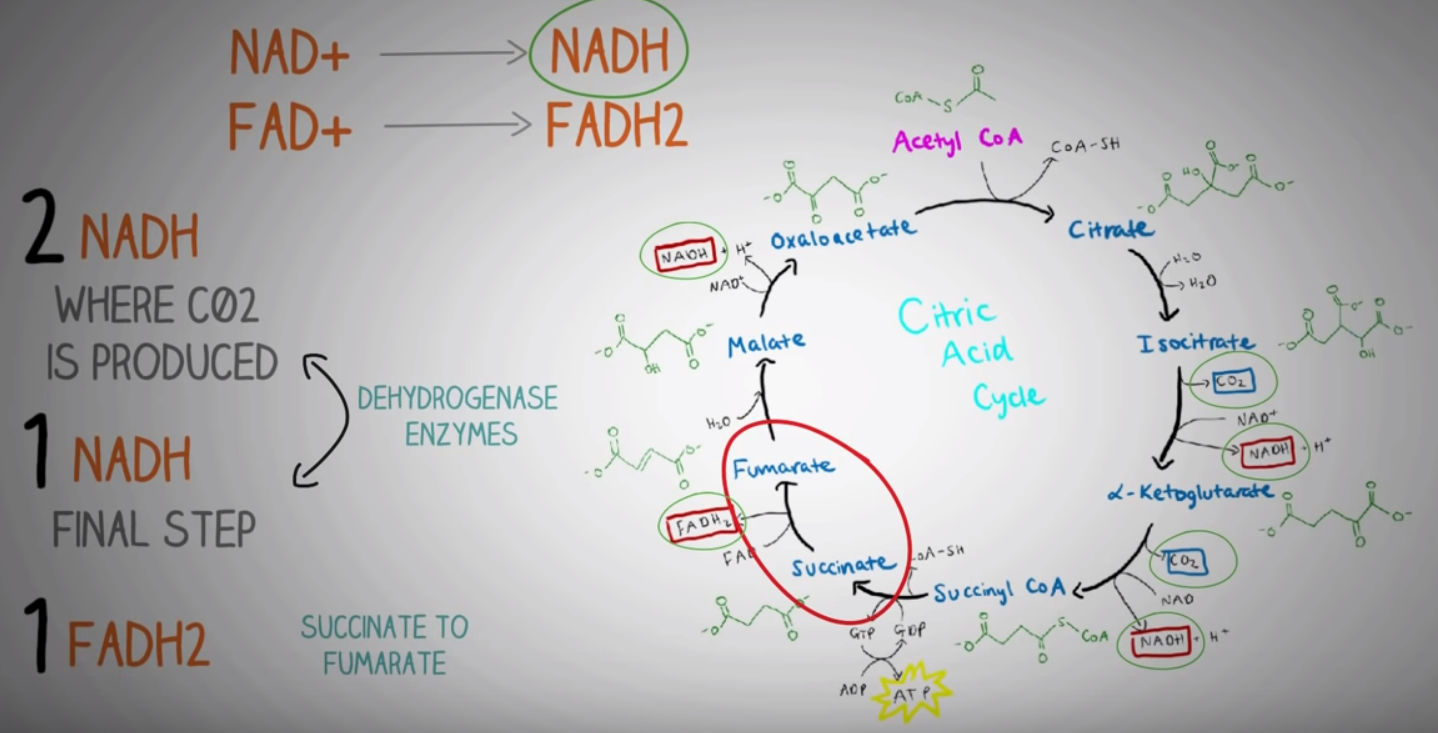 NAD+ → NADH
FAD+ → FADH2
2 NADH
WHERE CO2
IS PRODUCED
DEHYDROGENASE
ENZYMES
1 NADH
FINAL STEP
1 FADH2
SUCCINATE TO
FUMARATE
O
CoA S
Acetyl CoA
CoA-SH
O
-O
O-
O
O
Oxaloacetate
O
-O
HO
O
O-
O
O-
Citrate
H2O
H2O
O
-O
O
O-
O
O-
OH
Isocitrate
CO2
NAD+
NADH + H+
α-Ketoglutarate
O
-O
O
O
O-
CO2
NAD
NADH + H+
Succinyl CoA
O
-O
O
S
CoA
CoA-SH
GTP GDP
ADP ATP
Succinate
O
-O
O
O-
FAD
FADH2
Fumarate
O
-O
O
O-
H2O
Malate
O
-O
OH
O
O-
NAD+
NADH + H+
Citric
Acid
Cycle